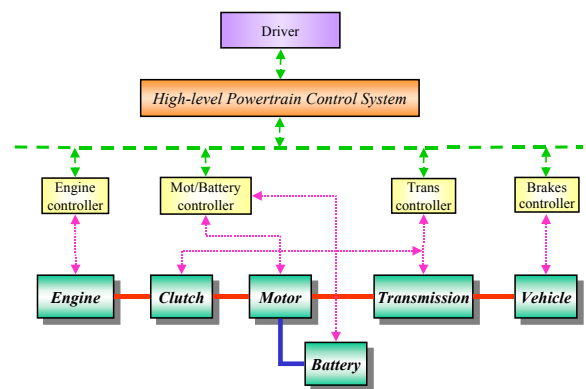 Driver
High-level Powertrain Control System
Engine
controller
Mot/Battery
controller
Trans
controller
Brakes
controller
Engine
Clutch
Motor
Transmission
Vehicle
Battery